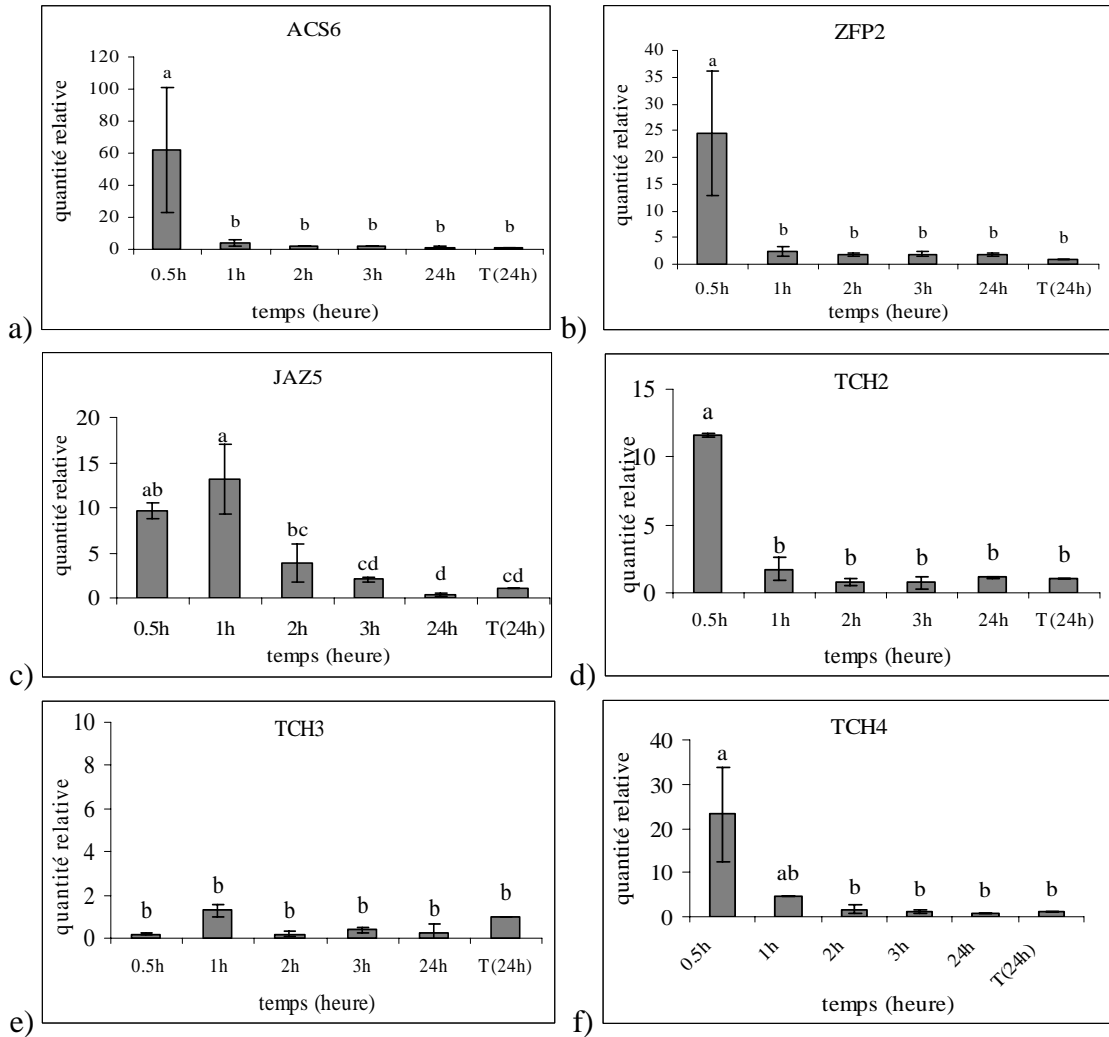 ACS6
120
100
80
60
40
20
0
quantité relative
a
b
b
b
b
b
0.5h 1h 2h 3h 24h T(24h)
temps (heure)
a)
ZFP2
40
35
30
25
20
15
10
5
0
quantité relative
a
b
b
b
b
b
0.5h 1h 2h 3h 24h T(24h)
temps (heure)
b)
JAZ5
20
15
10
5
0
quantité relative
ab
a
bc
cd
d
cd
0.5h 1h 2h 3h 24h T(24h)
temps (heure)
c)
TCH2
15
10
5
0
quantité relative
a
b
b
b
b
b
0.5h 1h 2h 3h 24h T(24h)
temps (heure)
d)
TCH3
10
8
6
4
2
0
quantité relative
b
b
b
b
b
b
0.5h 1h 2h 3h 24h T(24h)
temps (heure)
e)
TCH4
40
30
20
10
0
quantité relative
a
ab
b
b
b
b
0.5h 1h 2h 3h 24h T(24h)
temps (heure)
f)